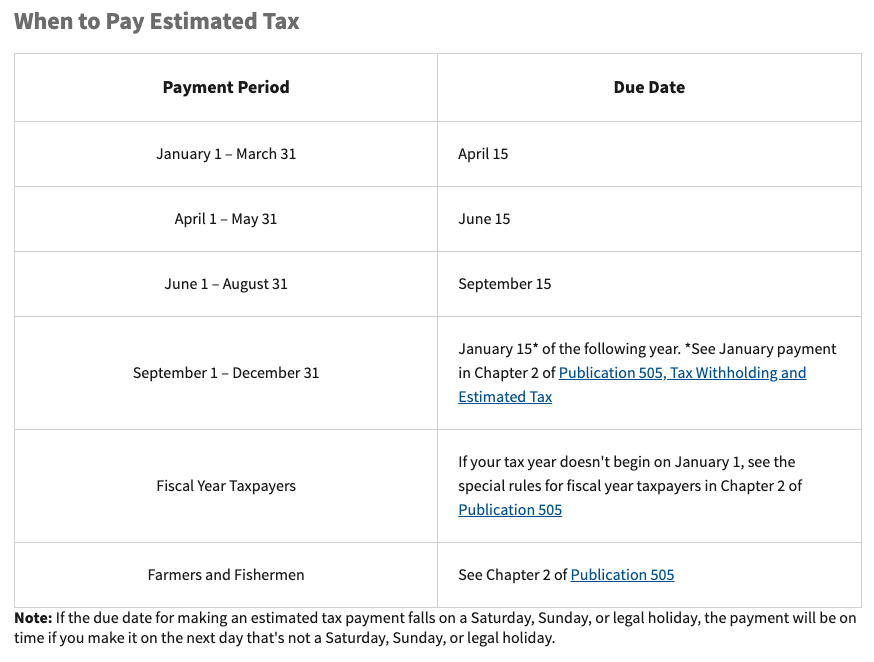 When to Pay Estimated Tax
Payment Period
Due Date
January 1 – March 31
April 15
April 1 – May 31
June 15
June 1 – August 31
September 15
September 1 – December 31
January 15* of the following year. *See January payment
in Chapter 2 of Publication 505, Tax Withholding and
Estimated Tax
Fiscal Year Taxpayers
If your tax year doesn't begin on January 1, see the
special rules for fiscal year taxpayers in Chapter 2 of
Publication 505
Farmers and Fishermen
See Chapter 2 of Publication 505
Note: If the due date for making an estimated tax payment falls on a Saturday, Sunday, or legal holiday, the payment will be on
time if you make it on the next day that's not a Saturday, Sunday, or legal holiday.